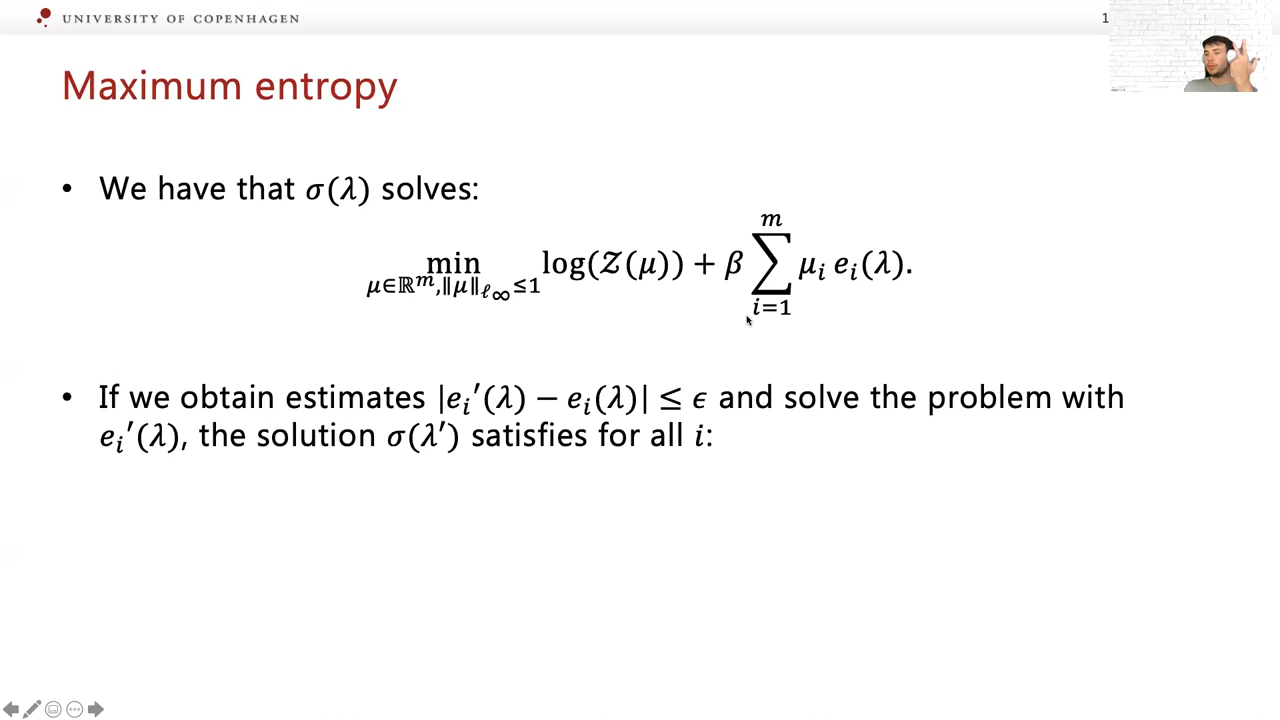 UNIVERSITY OF COPENHAGEN
1
Maximum entropy
• We have that σ(λ) solves:
min_{μ∈ℝ^m,‖μ‖_{ℓ_∞}≤1} log(𝒵(μ)) + β ∑_{i=1}^{m} μ_i e_i(λ).
• If we obtain estimates |e_i′(λ) − e_i(λ)| ≤ ϵ and solve the problem with
e_i′(λ), the solution σ(λ′) satisfies for all i: